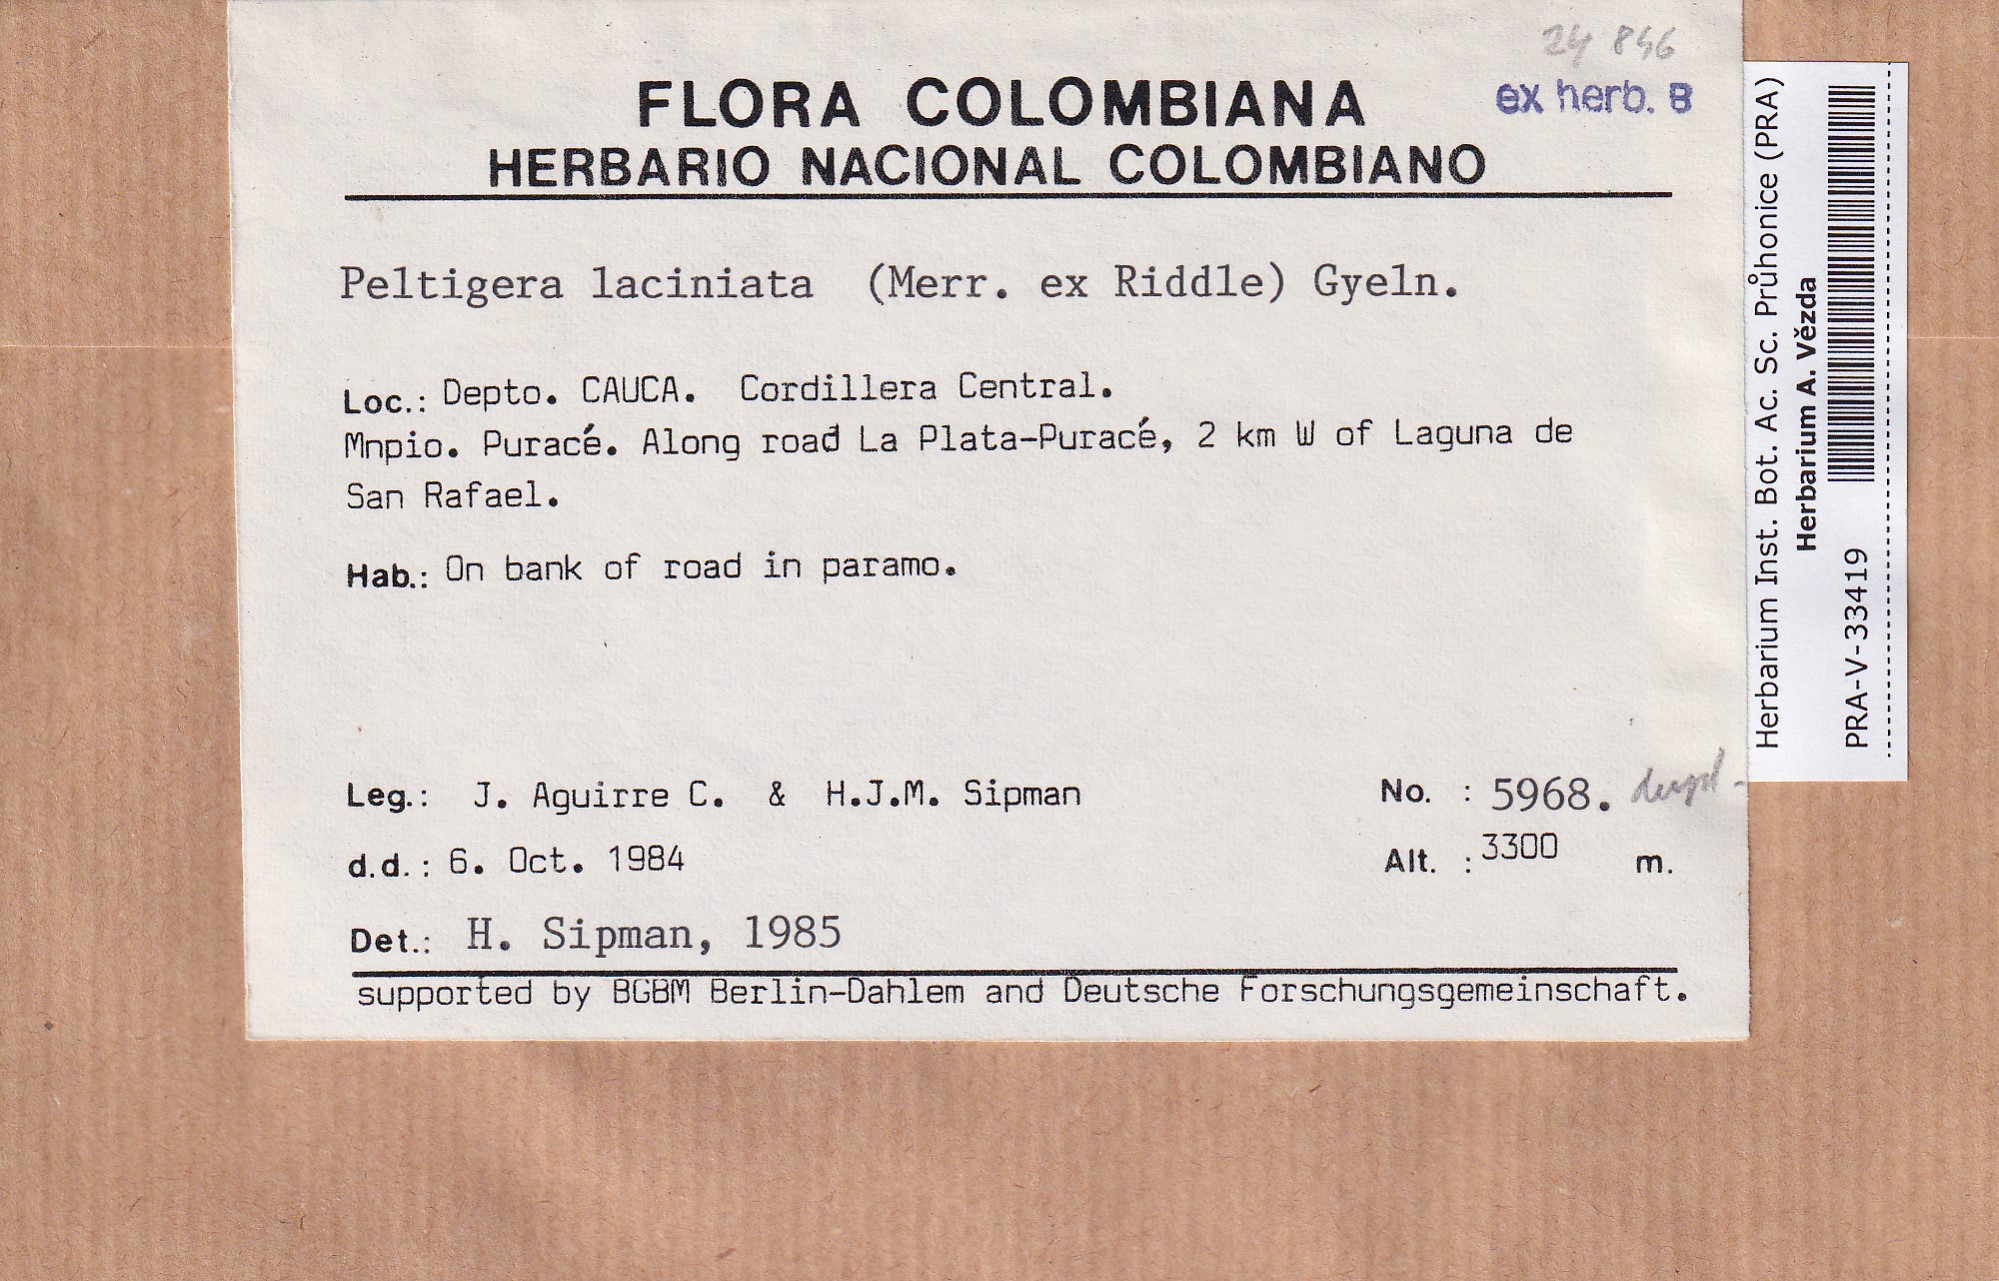 24 846
ex herb. B
FLORA COLOMBIANA
HERBARIO NACIONAL COLOMBIANO
Peltigera laciniata (Merr. ex Riddle) Gyeln.
Loc.: Depto. CAUCA. Cordillera Central.
Mnpio. Puracé. Along road La Plata-Puracé, 2 km W of Laguna de
San Rafael.
Hab.: On bank of road in paramo.
Leg.: J. Aguirre C. & H.J.M. Sipman No. : 5968. dupl.
d.d.: 6. Oct. 1984 Alt. : 3300 m.
Det.: H. Sipman, 1985
supported by BGBM Berlin-Dahlem and Deutsche Forschungsgemeinschaft.
Herbarium Inst. Bot. Ac. Sc. Průhonice (PRA)
Herbarium A. Vězda
PRA-V-33419